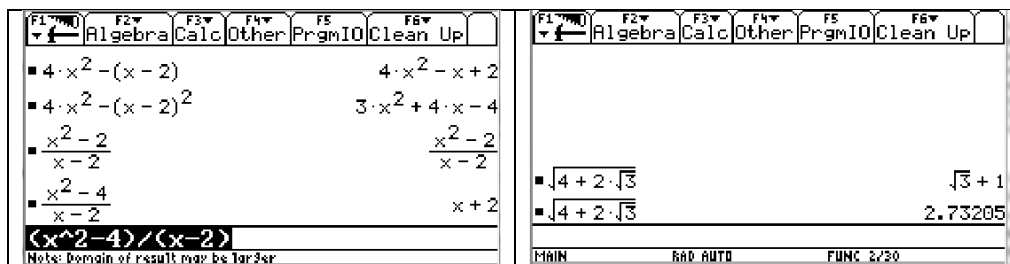 F1 F2 F3 F4 F5 F6
Algebra Calc Other PrgmIO Clean Up
4·x² − (x − 2) 4·x² − x + 2
4·x² − (x − 2)² 3·x² + 4·x − 4
(x² − 2)/(x − 2) (x² − 2)/(x − 2)
(x² − 4)/(x − 2) x + 2
(x^2-4)/(x-2)
Note: Domain of result may be larger
F1 F2 F3 F4 F5 F6
Algebra Calc Other PrgmIO Clean Up
√(4 + 2·√3) √3 + 1
√(4 + 2·√3) 2.73205
MAIN RAD AUTO FUNC 2/30